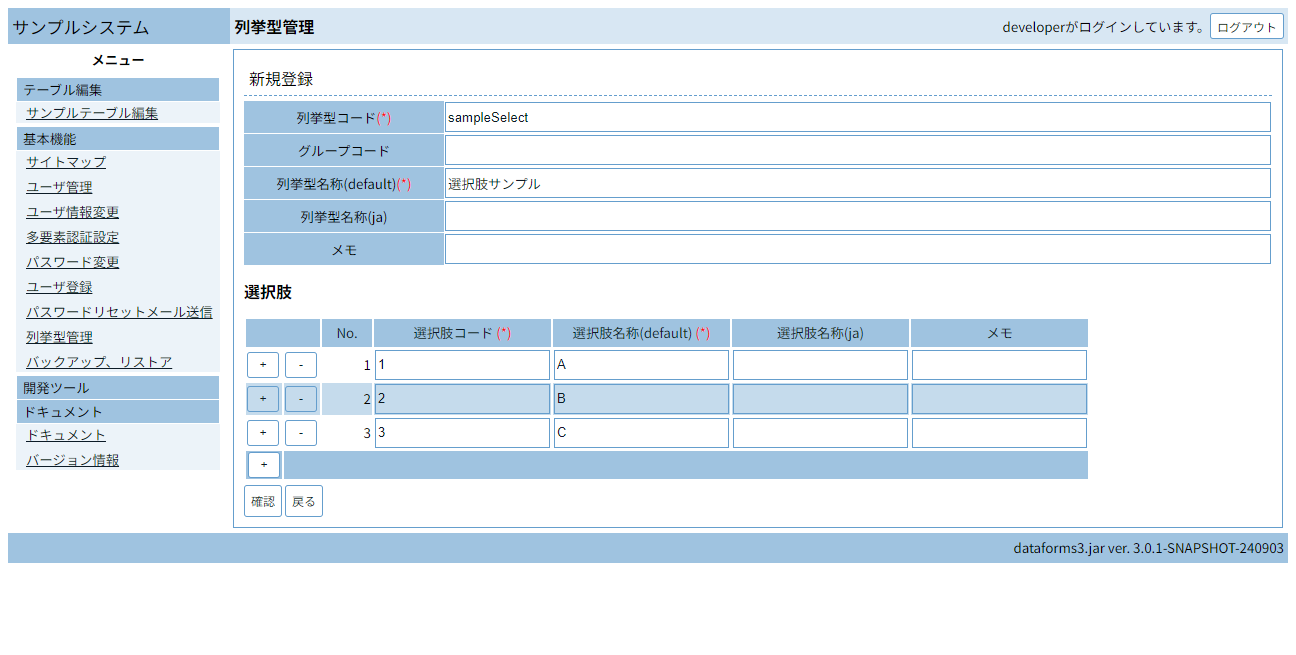 サンプルシステム
列挙型管理
developerがログインしています。 ログアウト
メニュー
テーブル編集
サンプルテーブル編集
基本機能
サイトマップ
ユーザ管理
ユーザ情報変更
多要素認証設定
パスワード変更
ユーザ登録
パスワードリセットメール送信
列挙型管理
バックアップ、リストア
開発ツール
ドキュメント
ドキュメント
バージョン情報
新規登録
列挙型コード(*) sampleSelect
グループコード
列挙型名称(default)(*) 選択肢サンプル
列挙型名称(ja)
メモ
選択肢
No. 選択肢コード (*) 選択肢名称(default) (*) 選択肢名称(ja) メモ
+ - 1 1 A
+ - 2 2 B
+ - 3 3 C
+
確認 戻る
dataforms3.jar ver. 3.0.1-SNAPSHOT-240903